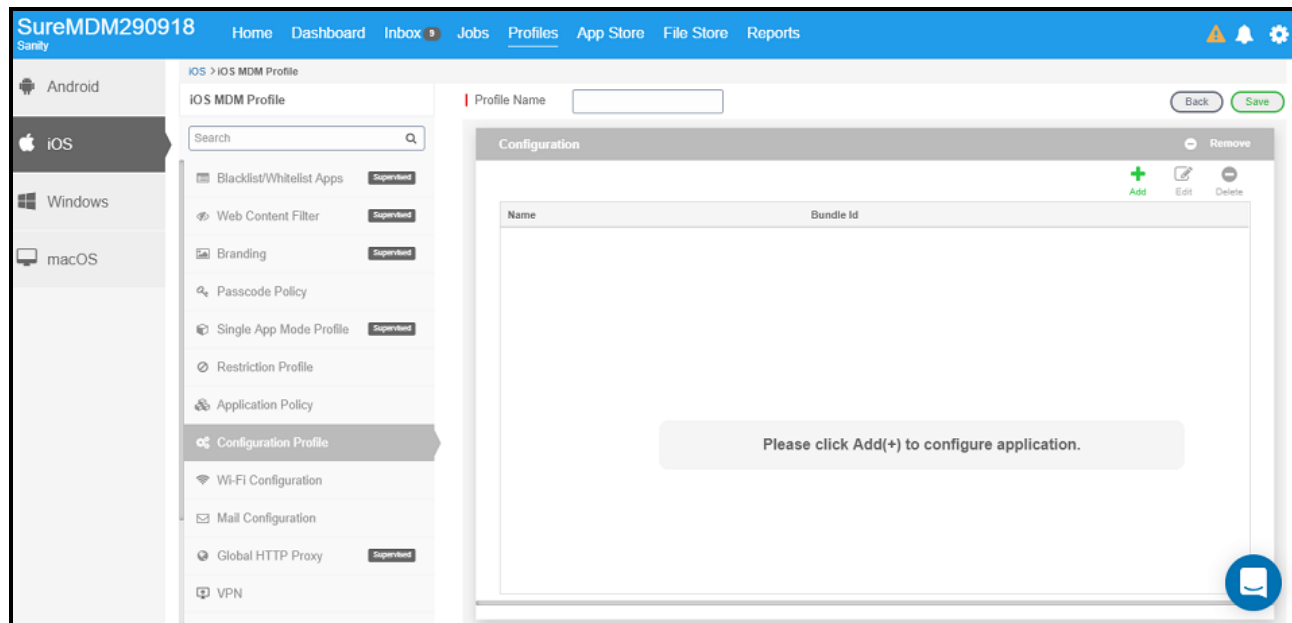 SureMDM290918
Sanity
Home Dashboard Inbox 9 Jobs Profiles App Store File Store Reports
Android
iOS
Windows
macOS
iOS > iOS MDM Profile
iOS MDM Profile
Search
Blacklist/Whitelist Apps Supervised
Web Content Filter Supervised
Branding Supervised
Passcode Policy
Single App Mode Profile Supervised
Restriction Profile
Application Policy
Configuration Profile
Wi-Fi Configuration
Mail Configuration
Global HTTP Proxy Supervised
VPN
Profile Name
Back Save
Configuration Remove
Add Edit Delete
Name Bundle Id
Please click Add(+) to configure application.